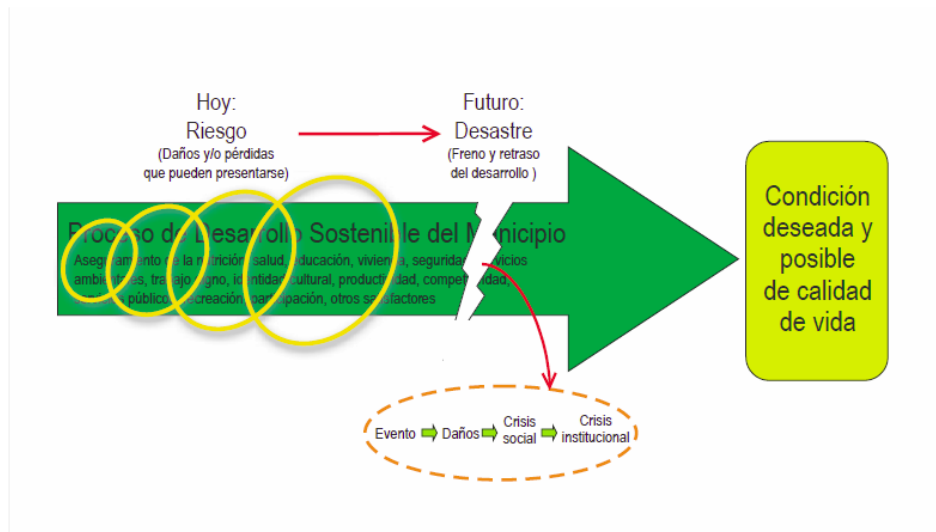 Hoy:
Riesgo
(Daños y/o pérdidas
que pueden presentarse)
Futuro:
Desastre
(Freno y retraso
del desarrollo )
Proceso de Desarrollo Sostenible del Municipio
Aseguramiento de la nutrición, salud, educación, vivienda, seguridad, servicios
ambientales, trabajo digno, identidad cultural, productividad, competitividad,
servicios públicos, recreación, participación, otros satisfactores
Condición
deseada y
posible
de calidad
de vida
Evento
Daños
Crisis
social
Crisis
institucional